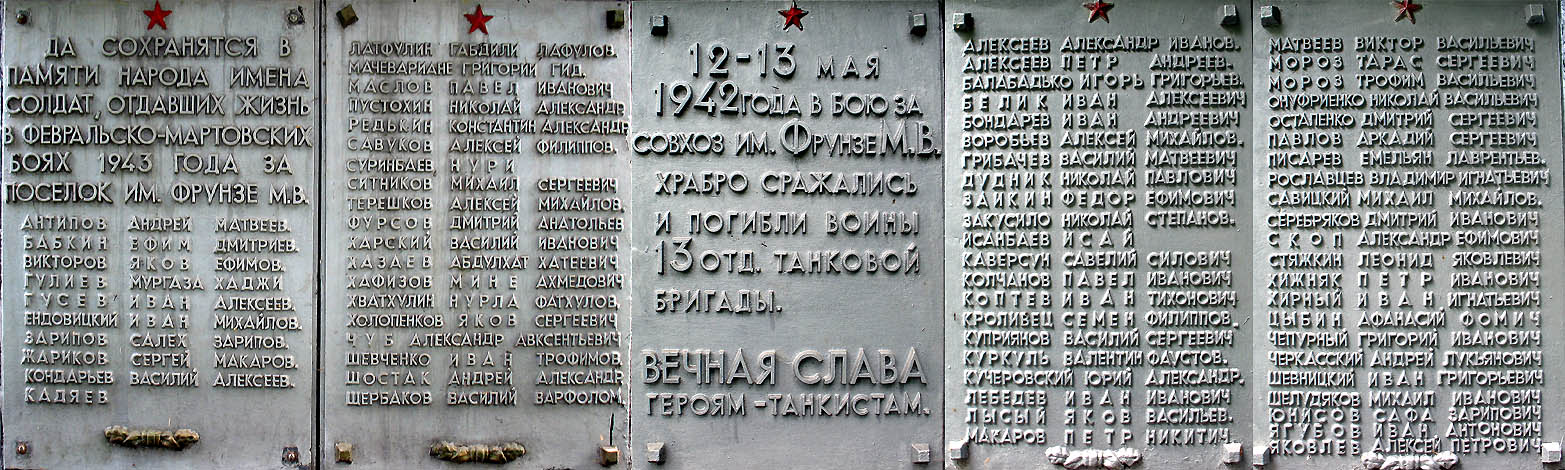 ДА СОХРАНЯТСЯ В
ПАМЯТИ НАРОДА ИМЕНА
СОЛДАТ, ОТДАВШИХ ЖИЗНЬ
В ФЕВРАЛЬСКО-МАРТОВСКИХ
БОЯХ 1943 ГОДА ЗА
ПОСЕЛОК ИМ. ФРУНЗЕ М.В.
АНТИПОВ АНДРЕЙ МАТВЕЕВ.
БАБКИН ЕФИМ ДМИТРИЕВ.
ВИКТОРОВ ЯКОВ ЕФИМОВ.
ГУЛИЕВ МУРГАЗА ХАДЖИ
ГУСЕВ ИВАН АЛЕКСЕЕВ.
ЕНДОВИЦКИЙ ИВАН МИХАЙЛОВ.
ЗАРИПОВ САЛЕХ ЗАРИПОВ.
ЖАРИКОВ СЕРГЕЙ МАКАРОВ.
КОНДАРЬЕВ ВАСИЛИЙ АЛЕКСЕЕВ.
КАДЯЕВ
ЛАТФУЛИН ГАБДИЛИ ЛАФУЛОВ.
МАЧЕВАРИАНЕ ГРИГОРИИ ГИД.
МАСЛОВ ПАВЕЛ ИВАНОВИЧ
ПУСТОХИН НИКОЛАЙ АЛЕКСАНДР.
РЕДЬКИН КОНСТАНТИН АЛЕКСАНДР.
САВУКОВ АЛЕКСЕЙ ФИЛИППОВ.
СУРИНБАЕВ НУРИ
СИТНИКОВ МИХАИЛ СЕРГЕЕВИЧ
ТЕРЕШКОВ АЛЕКСЕЙ МИХАЙЛОВ.
ФУРСОВ ДМИТРИЙ АНАТОЛЬЕВ
ХАРСКИЙ ВАСИЛИЙ ИВАНОВИЧ
ХАЗАЕВ АБДУЛХАТ ХАТЕЕВИЧ
ХАФИЗОВ МИНЕ АХМЕДОВИЧ
ХВАТХУЛИН НУРЛА ФАТХУЛОВ.
ХОЛОПЕНКОВ ЯКОВ СЕРГЕЕВИЧ
ЧУБ АЛЕКСАНДР АВКСЕНТЬЕВИЧ
ШЕВЧЕНКО ИВАН ТРОФИМОВ.
ШОСТАК АНДРЕЙ АЛЕКСАНДР.
ЩЕРБАКОВ ВАСИЛИЙ ВАРФОЛОМ.
12-13 МАЯ
1942 ГОДА В БОЮ ЗА
СОВХОЗ ИМ. ФРУНЗЕ М.В.
ХРАБРО СРАЖАЛИСЬ
И ПОГИБЛИ ВОИНЫ
13 ОТД. ТАНКОВОЙ
БРИГАДЫ.
ВЕЧНАЯ СЛАВА
ГЕРОЯМ-ТАНКИСТАМ.
АЛЕКСЕЕВ АЛЕКСАНДР ИВАНОВ.
АЛЕКСЕЕВ ПЕТР АНДРЕЕВ.
БАЛАБАДЬКО ИГОРЬ ГРИГОРЬЕВ.
БЕЛИК ИВАН АЛЕКСЕЕВИЧ
БОНДАРЕВ ИВАН АНДРЕЕВИЧ
ВОРОБЬЕВ АЛЕКСЕЙ МИХАЙЛОВ.
ГРИБАЧЕВ ВАСИЛИЙ МАТВЕЕВИЧ
ДУДНИК НИКОЛАЙ ПАВЛОВИЧ
ЗАИКИН ФЕДОР ЕФИМОВИЧ
ЗАКУСИЛО НИКОЛАЙ СТЕПАНОВ.
ИСАНБАЕВ ИСАЙ
КАВЕРСУН САВЕЛИЙ СИЛОВИЧ
КОЛЧАНОВ ПАВЕЛ ИВАНОВИЧ
КОПТЕВ ИВАН ТИХОНОВИЧ
КРОЛИВЕЦ СЕМЕН ФИЛИППОВ.
КУПРИЯНОВ ВАСИЛИЙ СЕРГЕЕВИЧ
КУРКУЛЬ ВАЛЕНТИН ФАУСТОВ.
КУЧЕРОВСКИЙ ЮРИЙ АЛЕКСАНДР.
ЛЕБЕДЕВ ИВАН ИВАНОВИЧ
ЛЫСЫЙ ЯКОВ ВАСИЛЬЕВ.
МАКАРОВ ПЕТР НИКИТИЧ
МАТВЕЕВ ВИКТОР ВАСИЛЬЕВИЧ
МОРОЗ ТАРАС СЕРГЕЕВИЧ
МОРОЗ ТРОФИМ ВАСИЛЬЕВИЧ
ОНУФРИЕНКО НИКОЛАЙ ВАСИЛЬЕВИЧ
ОСТАПЕНКО ДМИТРИЙ СЕРГЕЕВИЧ
ПАВЛОВ АРКАДИЙ СЕРГЕЕВИЧ
ПИСАРЕВ ЕМЕЛЬЯН ЛАВРЕНТЬЕВ.
РОСЛАВЦЕВ ВЛАДИМИР ИГНАТЬЕВИЧ
САВИЦКИЙ МИХАИЛ МИХАЙЛОВ.
СЕРЕБРЯКОВ ДМИТРИЙ ИВАНОВИЧ
СКОП АЛЕКСАНДР ЕФИМОВИЧ
СТЯЖКИН ЛЕОНИД ЯКОВЛЕВИЧ
ХИЖНЯК ПЕТР ИВАНОВИЧ
ХИРНЫЙ ИВАН ИГНАТЬЕВИЧ
ЦЫБИН АФАНАСИЙ ФОМИЧ
ЧЕПУРНЫЙ ГРИГОРИЙ ИВАНОВИЧ
ЧЕРКАССКИЙ АНДРЕЙ ЛУКЬЯНОВИЧ
ШЕВНИЦКИЙ ИВАН ГРИГОРЬЕВИЧ
ШЕЛУДЯКОВ МИХАИЛ ИВАНОВИЧ
ЮНИСОВ САФА ЗАРИПОВИЧ
ЯГУБОВ ИВАН АНТОНОВИЧ
ЯКОВЛЕВ АЛЕКСЕЙ ПЕТРОВИЧ